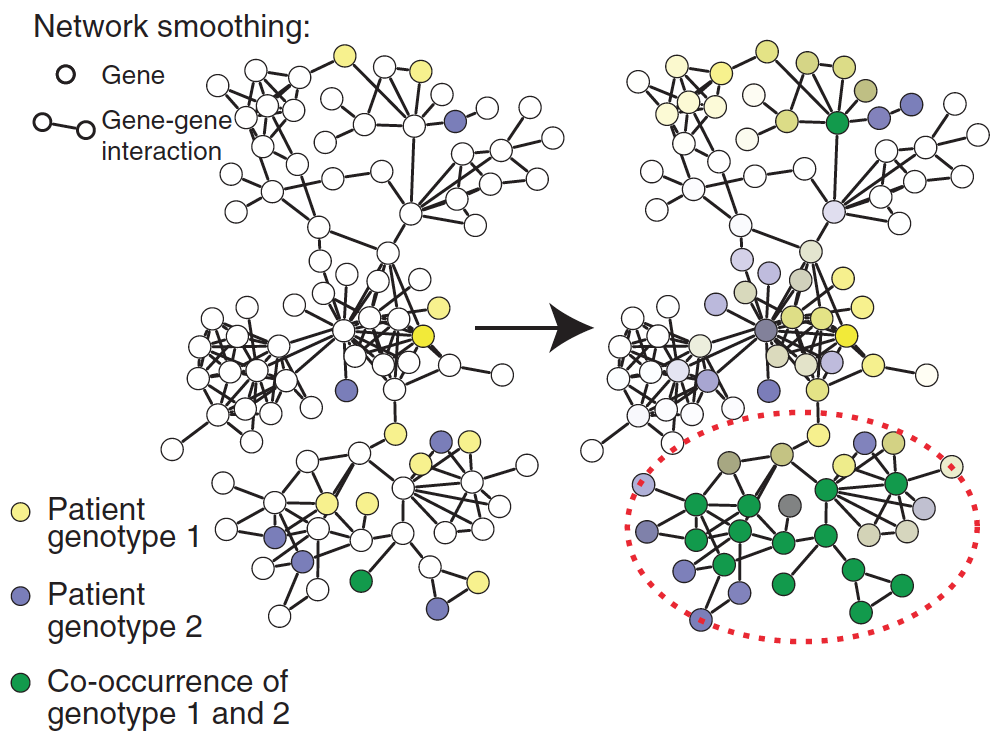 Network smoothing:
Gene
Gene-gene
interaction
Patient
genotype 1
Patient
genotype 2
Co-occurrence of
genotype 1 and 2